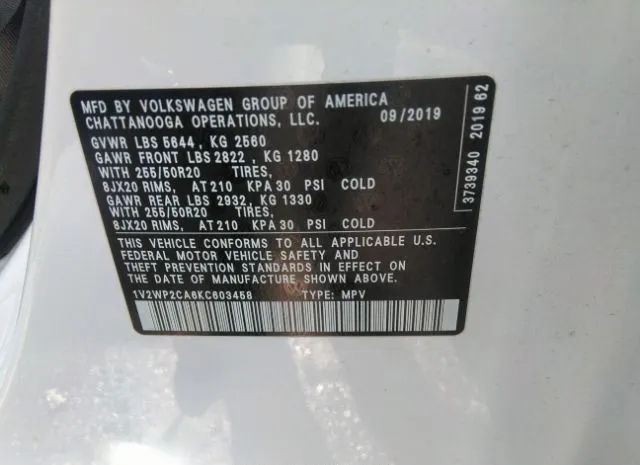 MFD BY VOLKSWAGEN GROUP OF AMERICA
CHATTANOOGA OPERATIONS, LLC. 09/2019
GVWR LBS 5644 , KG 2560
GAWR FRONT LBS 2822 , KG 1280
WITH 255/50R20 TIRES,
8JX20 RIMS, AT 210 KPA 30 PSI COLD
GAWR REAR LBS 2932, KG 1330
WITH 255/50R20 TIRES,
8JX20 RIMS, AT 210 KPA 30 PSI COLD
THIS VEHICLE CONFORMS TO ALL APPLICABLE U.S.
FEDERAL MOTOR VEHICLE SAFETY AND
THEFT PREVENTION STANDARDS IN EFFECT ON
THE DATE OF MANUFACTURE SHOWN ABOVE.
1V2WP2CA6KC603458 TYPE: MPV
3739340 2019 62